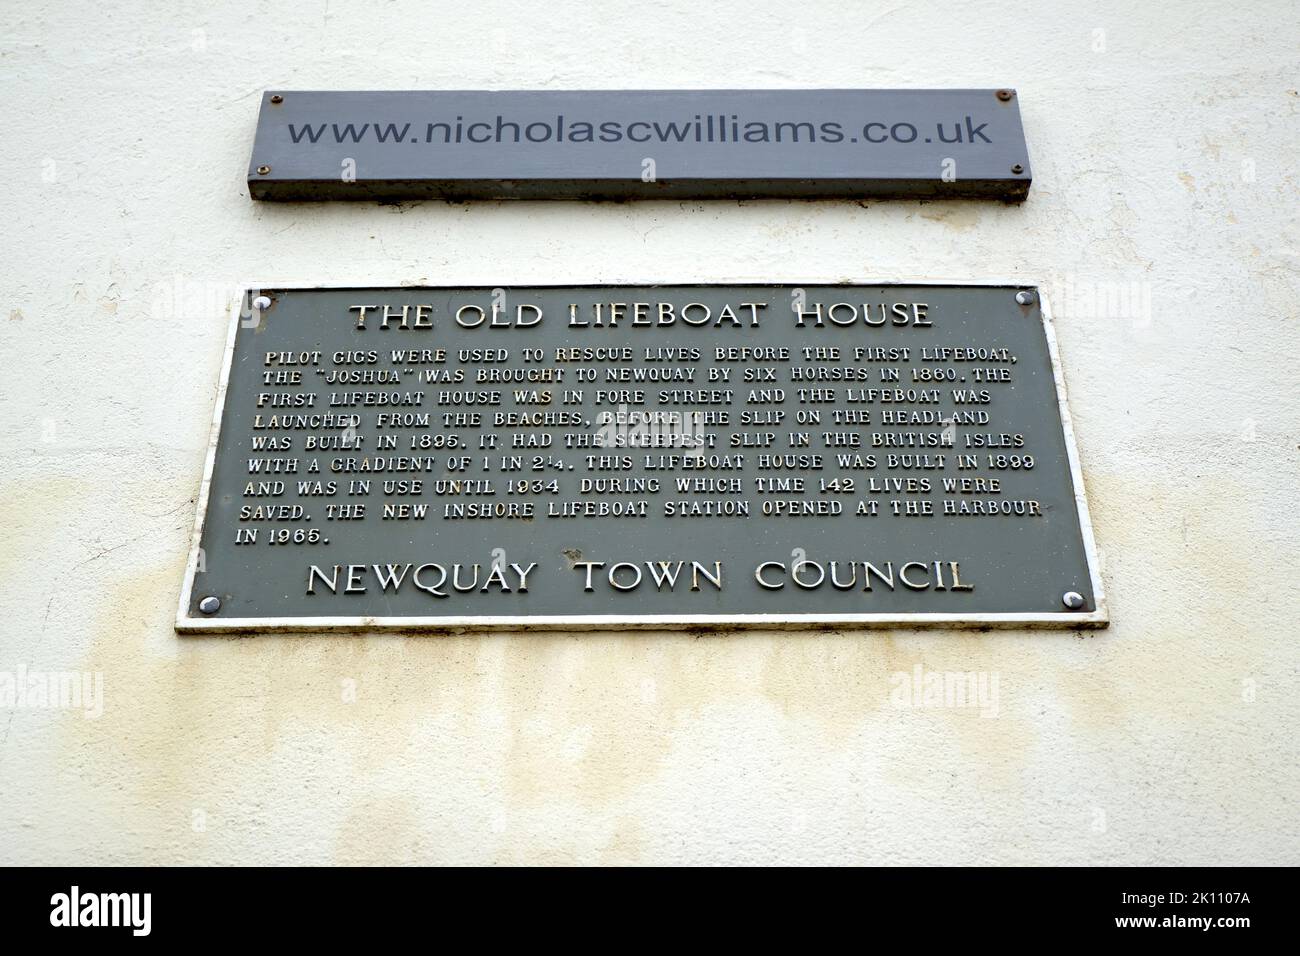 www.nicholascwilliams.co.uk
THE OLD LIFEBOAT HOUSE
PILOT GIGS WERE USED TO RESCUE LIVES BEFORE THE FIRST LIFEBOAT,
THE "JOSHUA" (WAS BROUGHT TO NEWQUAY BY SIX HORSES IN 1860. THE
FIRST LIFEBOAT HOUSE WAS IN FORE STREET AND THE LIFEBOAT WAS
LAUNCHED FROM THE BEACHES, BEFORE THE SLIP ON THE HEADLAND
WAS BUILT IN 1895. IT HAD THE STEEPEST SLIP IN THE BRITISH ISLES
WITH A GRADIENT OF 1 IN 2¼. THIS LIFEBOAT HOUSE WAS BUILT IN 1899
AND WAS IN USE UNTIL 1934 DURING WHICH TIME 142 LIVES WERE
SAVED. THE NEW INSHORE LIFEBOAT STATION OPENED AT THE HARBOUR
IN 1965.
NEWQUAY TOWN COUNCIL
alamy
Image ID: 2K1107A
www.alamy.com